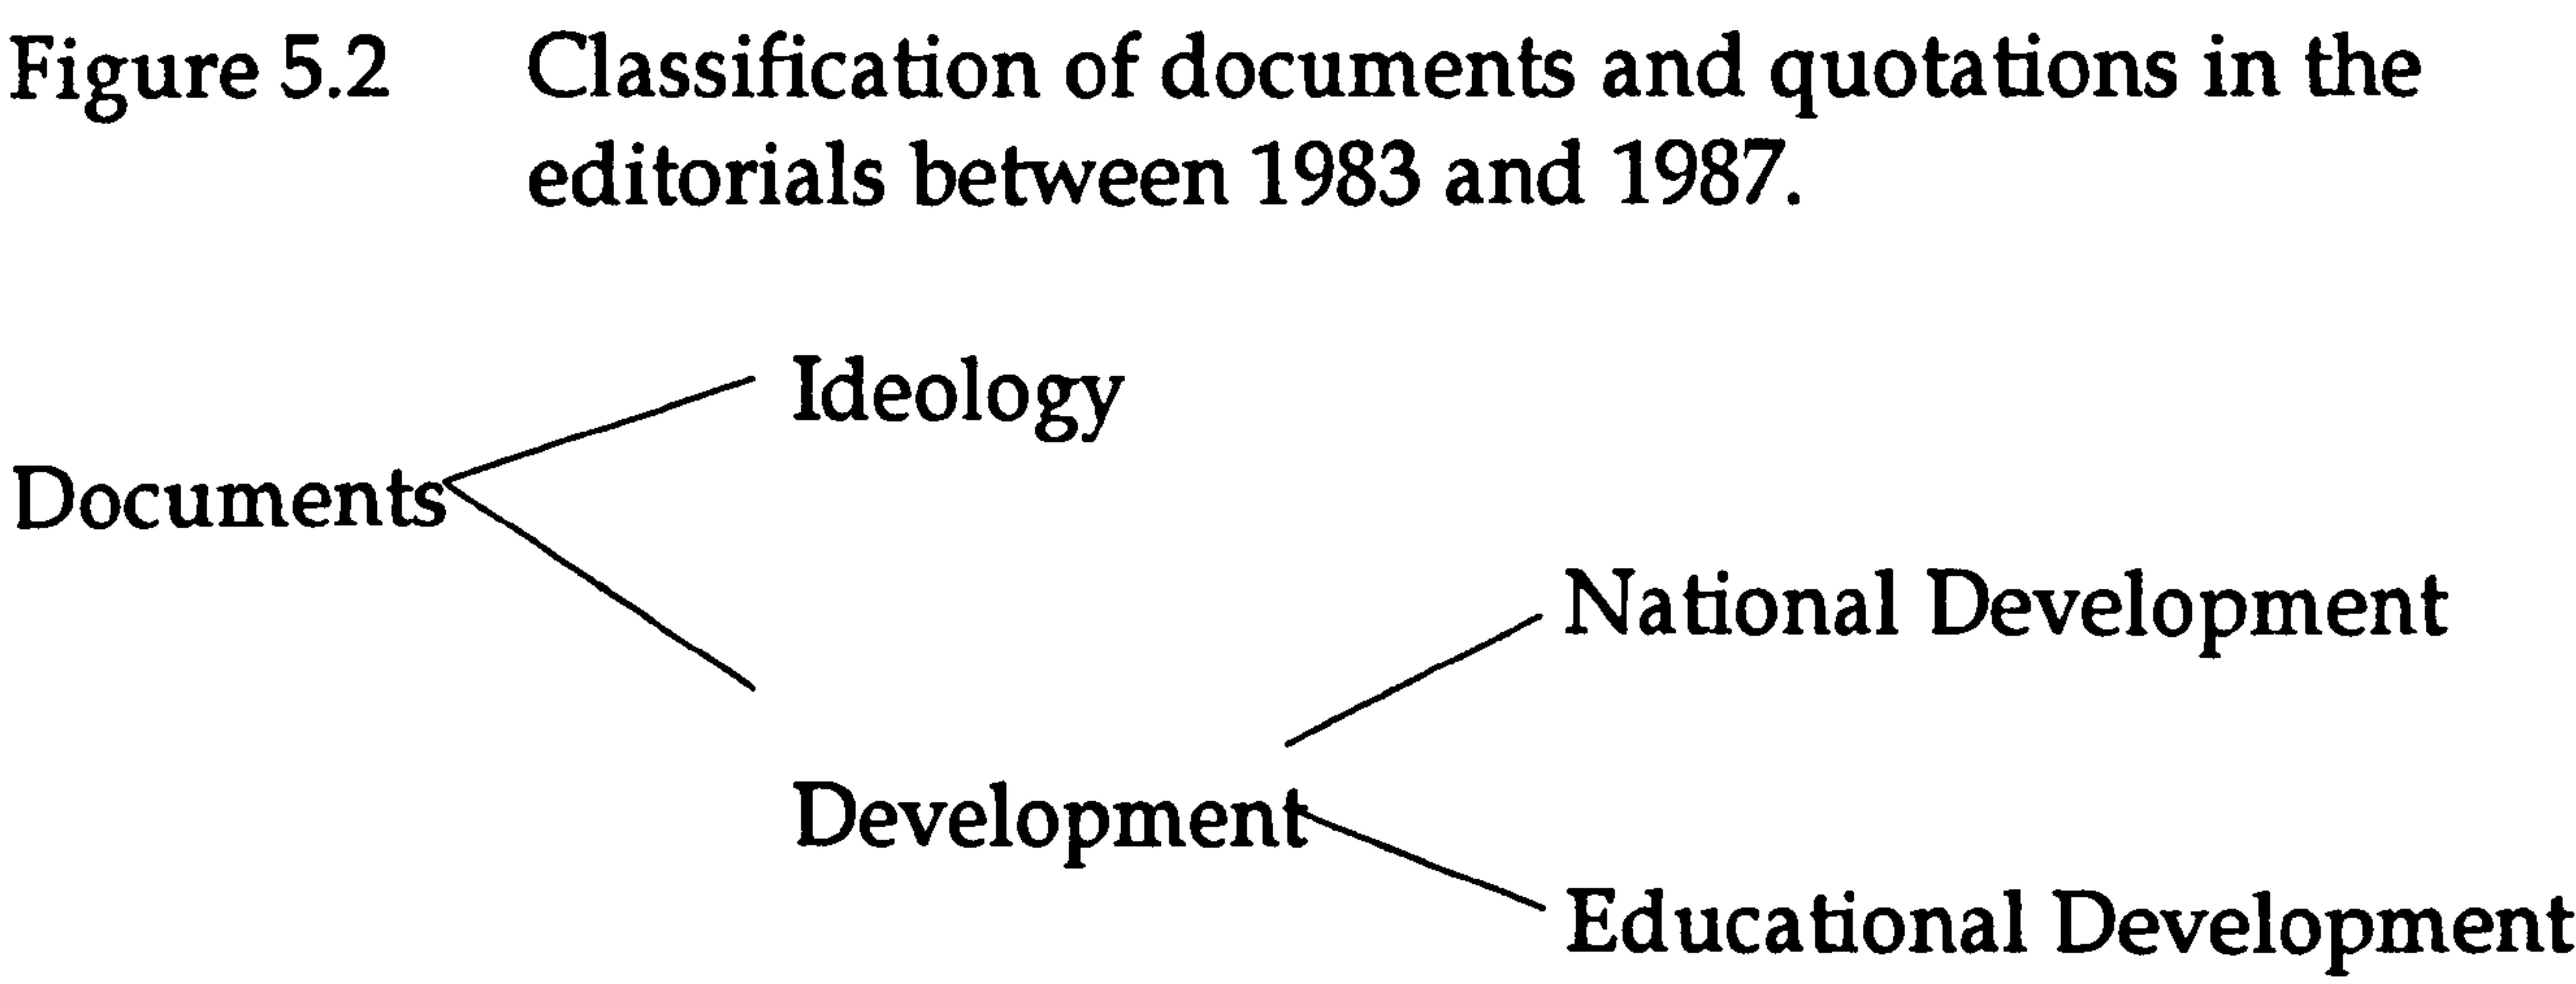 Figure 5.2 Classification of documents and quotations in the
editorials between 1983 and 1987.
Ideology
Documents
National Development
Development
Educational Development